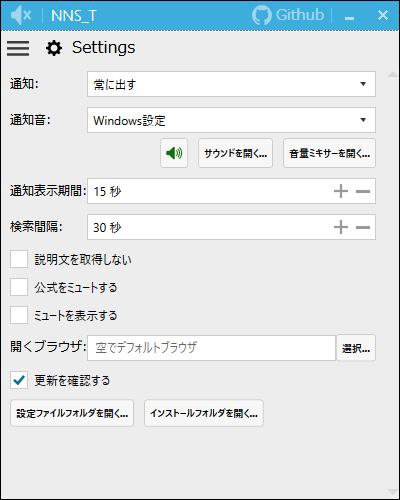 NNS_T Github
Settings
通知: 常に出す
通知音: Windows設定
サウンドを開く... 音量ミキサーを開く...
通知表示期間: 15 秒
検索間隔: 30 秒
説明文を取得しない
公式をミュートする
ミュートを表示する
開くブラウザ: 空でデフォルトブラウザ 選択...
更新を確認する
設定ファイルフォルダを開く... インストールフォルダを開く...